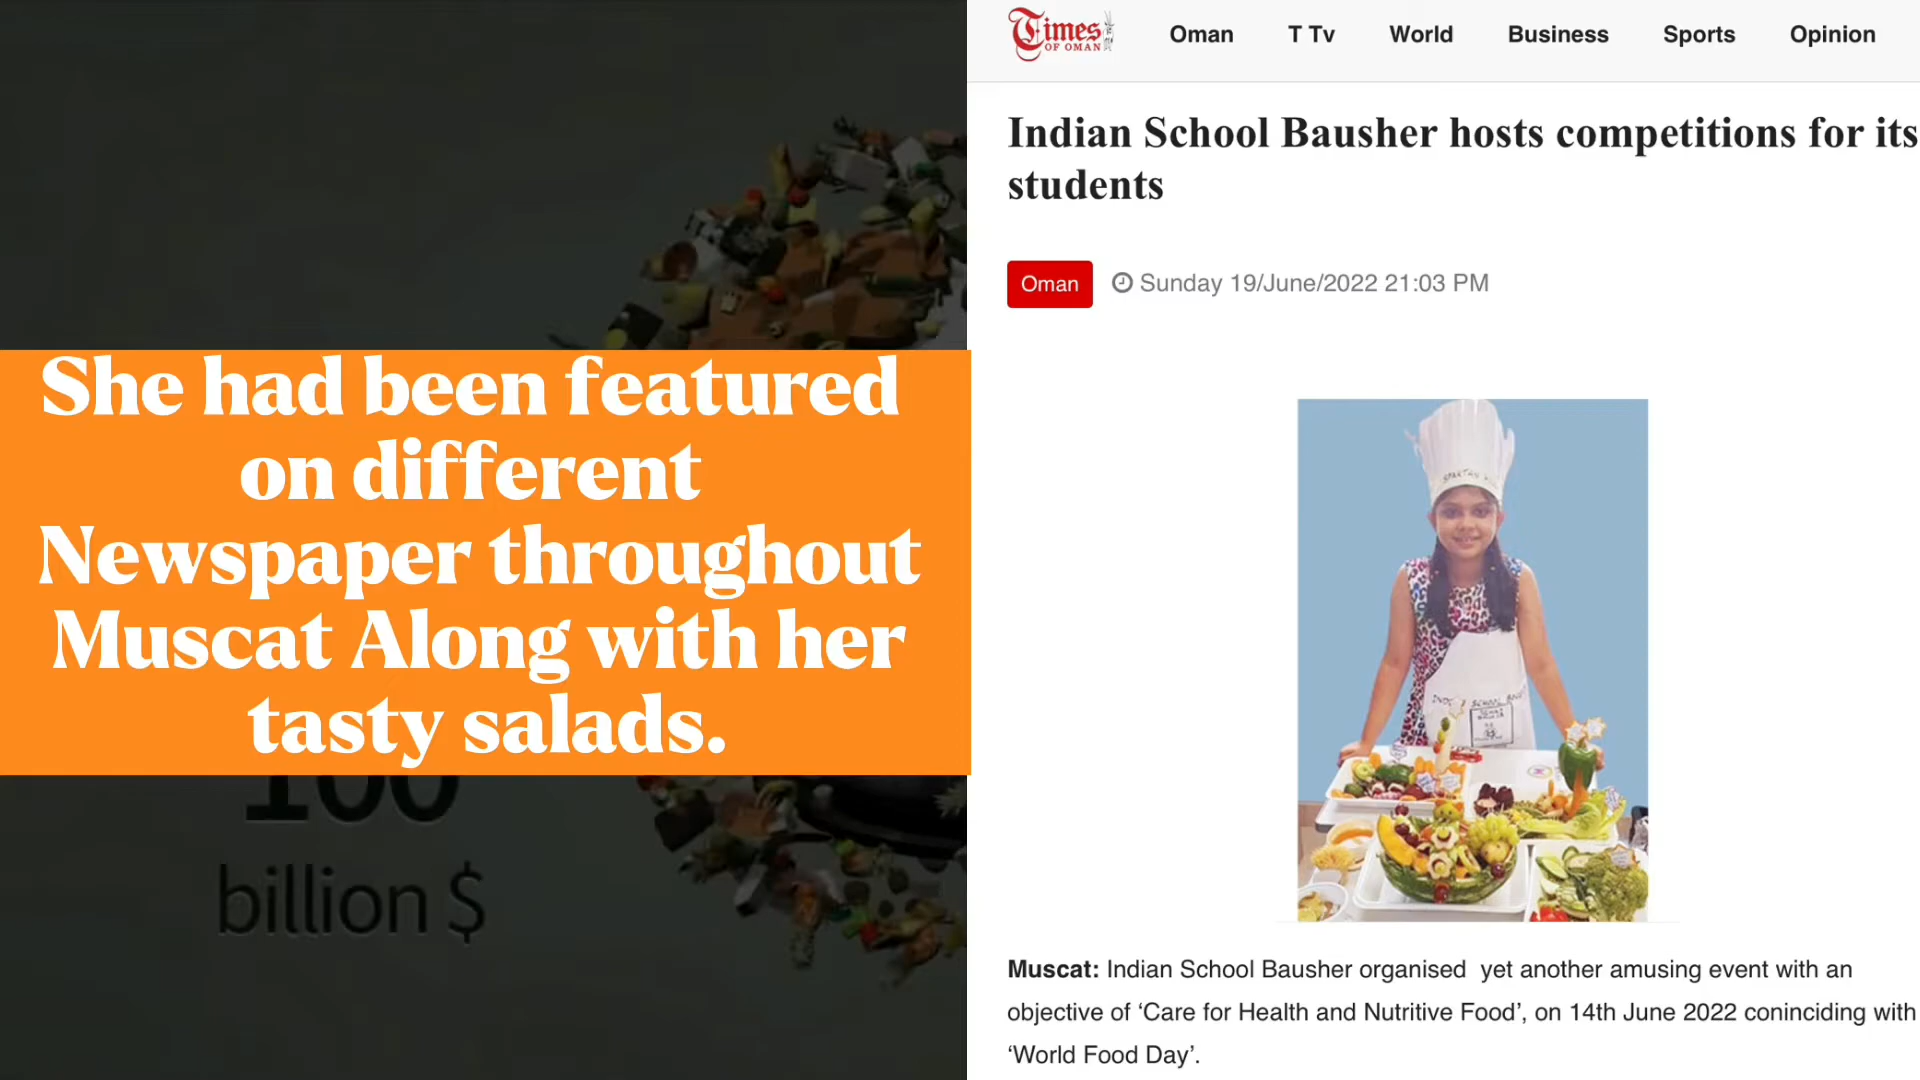 She had been featured
on different
Newspaper throughout
Muscat Along with her
tasty salads.
100
billion $
Times
OF OMAN
Oman T Tv World Business Sports Opinion
Indian School Bausher hosts competitions for its
students
Oman Sunday 19/June/2022 21:03 PM
Muscat: Indian School Bausher organised yet another amusing event with an
objective of ‘Care for Health and Nutritive Food’, on 14th June 2022 coninciding with
‘World Food Day’.